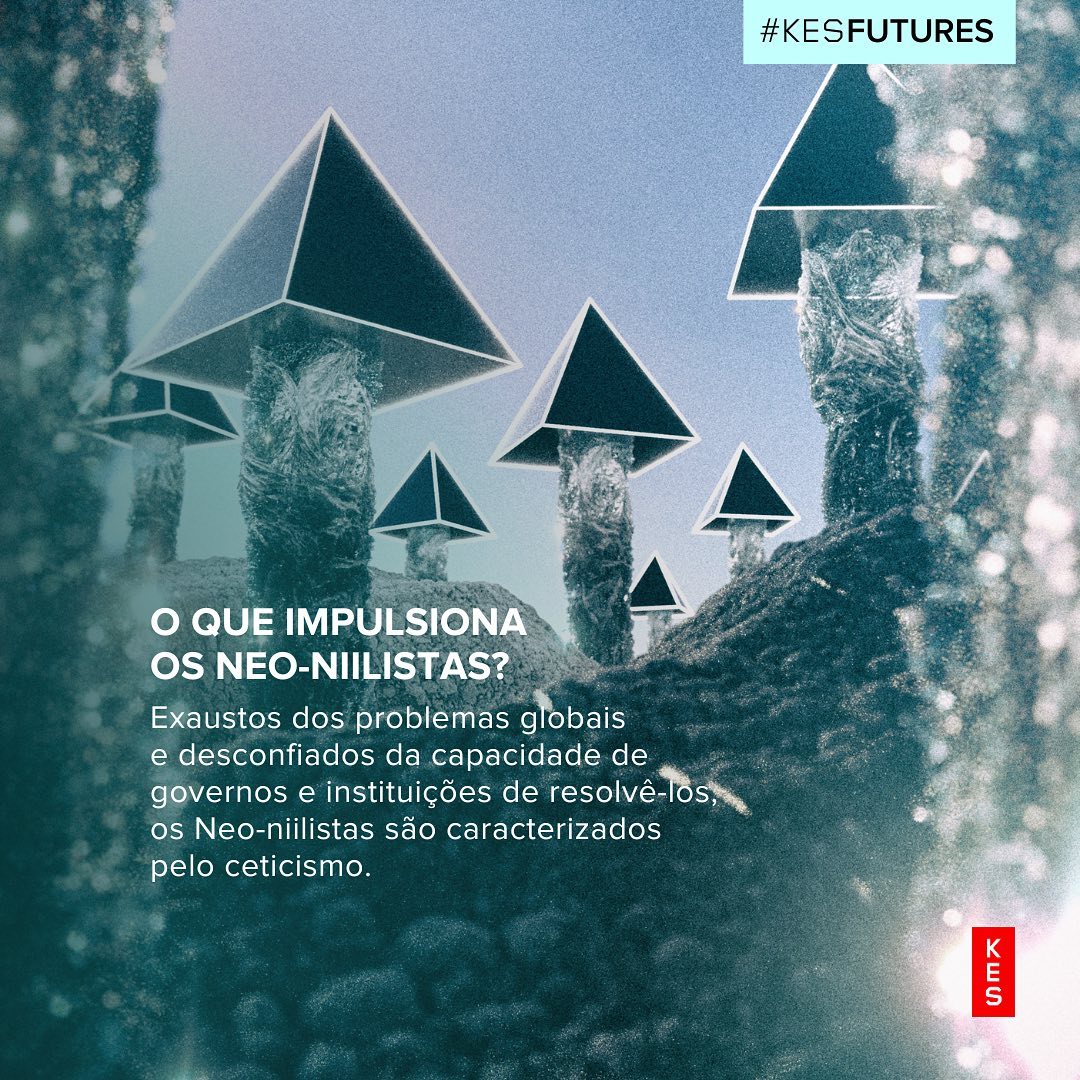 #KESFUTURES
O QUE IMPULSIONA
OS NEO-NIILISTAS?
Exaustos dos problemas globais
e desconfiados da capacidade de
governos e instituições de resolvê-los,
os Neo-niilistas são caracterizados
pelo ceticismo.
KES